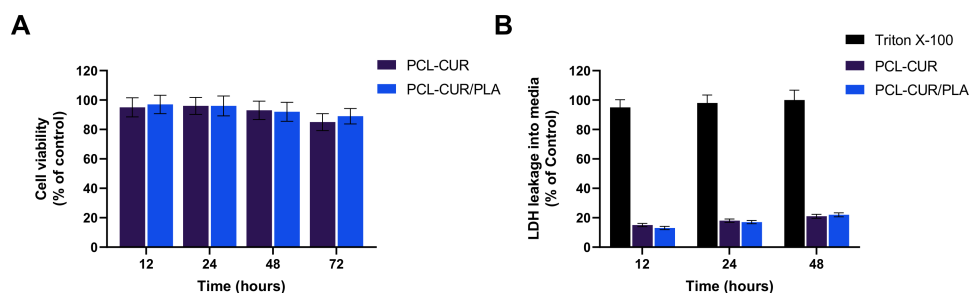 A
PCL-CUR
PCL-CUR/PLA
Cell viability
(% of control)
120
100
80
60
40
20
0
12
24
48
72
Time (hours)
B
Triton X-100
PCL-CUR
PCL-CUR/PLA
LDH leakage into media
(% of Control)
120
100
80
60
40
20
0
12
24
48
Time (hours)